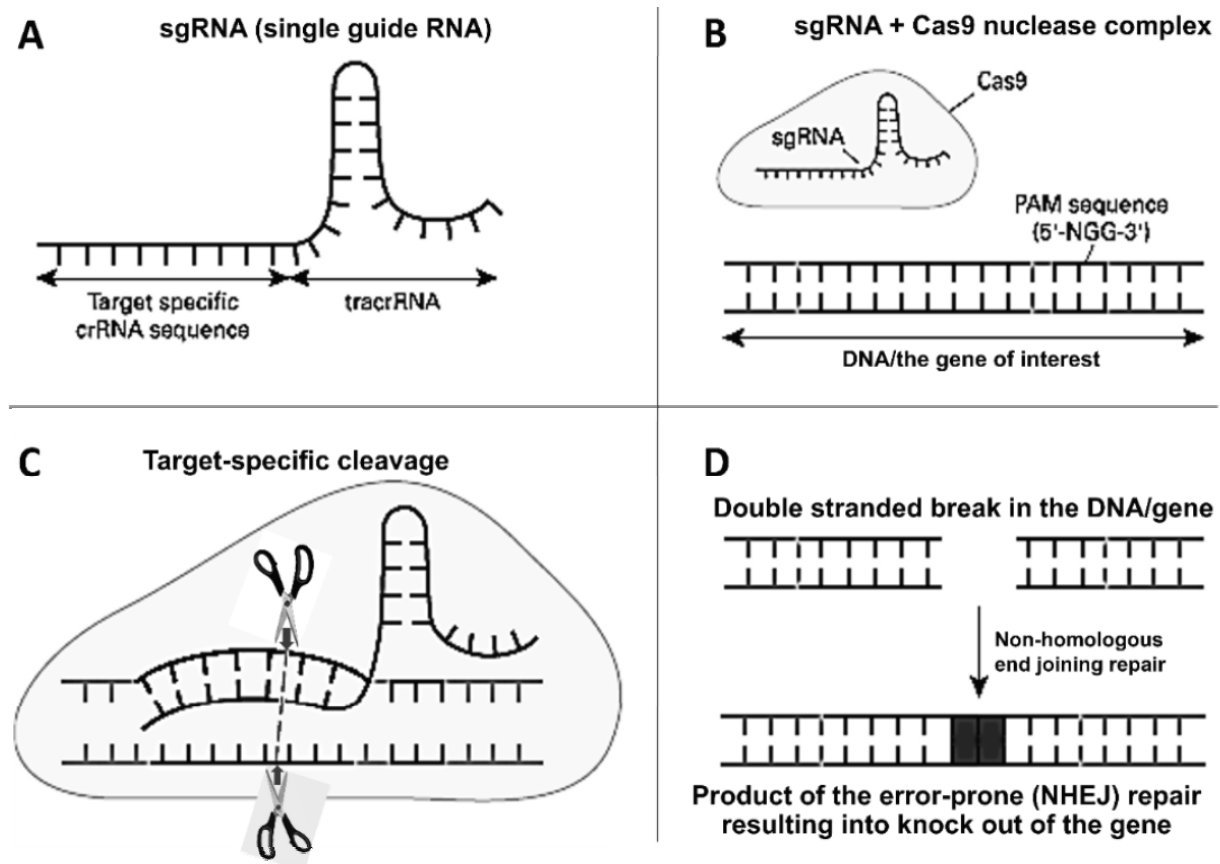 A
sgRNA (single guide RNA)
Target specific
crRNA sequence
tracrRNA
B
sgRNA + Cas9 nuclease complex
Cas9
sgRNA
PAM sequence
(5'-NGG-3')
DNA/the gene of interest
C
Target-specific cleavage
D
Double stranded break in the DNA/gene
Non-homologous
end joining repair
Product of the error-prone (NHEJ) repair
resulting into knock out of the gene